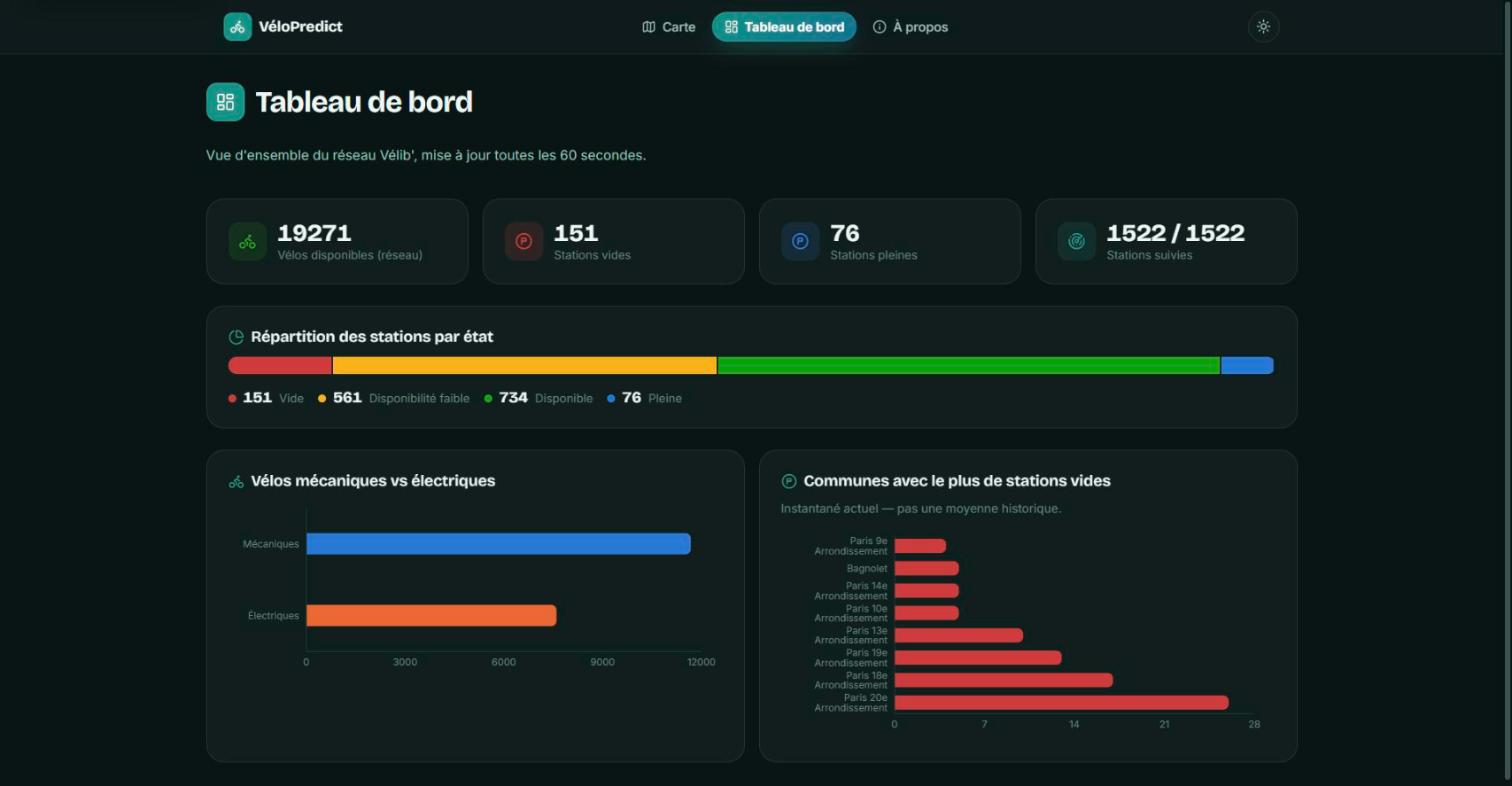 VéloPredict
Carte
Tableau de bord
À propos
Tableau de bord
Vue d'ensemble du réseau Vélib', mise à jour toutes les 60 secondes.
19271
Vélos disponibles (réseau)
151
Stations vides
76
Stations pleines
1522 / 1522
Stations suivies
Répartition des stations par état
151 Vide 561 Disponibilité faible 734 Disponible 76 Pleine
Vélos mécaniques vs électriques
Mécaniques
Électriques
0 3000 6000 9000 12000
Communes avec le plus de stations vides
Instantané actuel — pas une moyenne historique.
Paris 9e
Arrondissement
Bagnolet
Paris 14e
Arrondissement
Paris 10e
Arrondissement
Paris 13e
Arrondissement
Paris 19e
Arrondissement
Paris 18e
Arrondissement
Paris 20e
Arrondissement
0 7 14 21 28